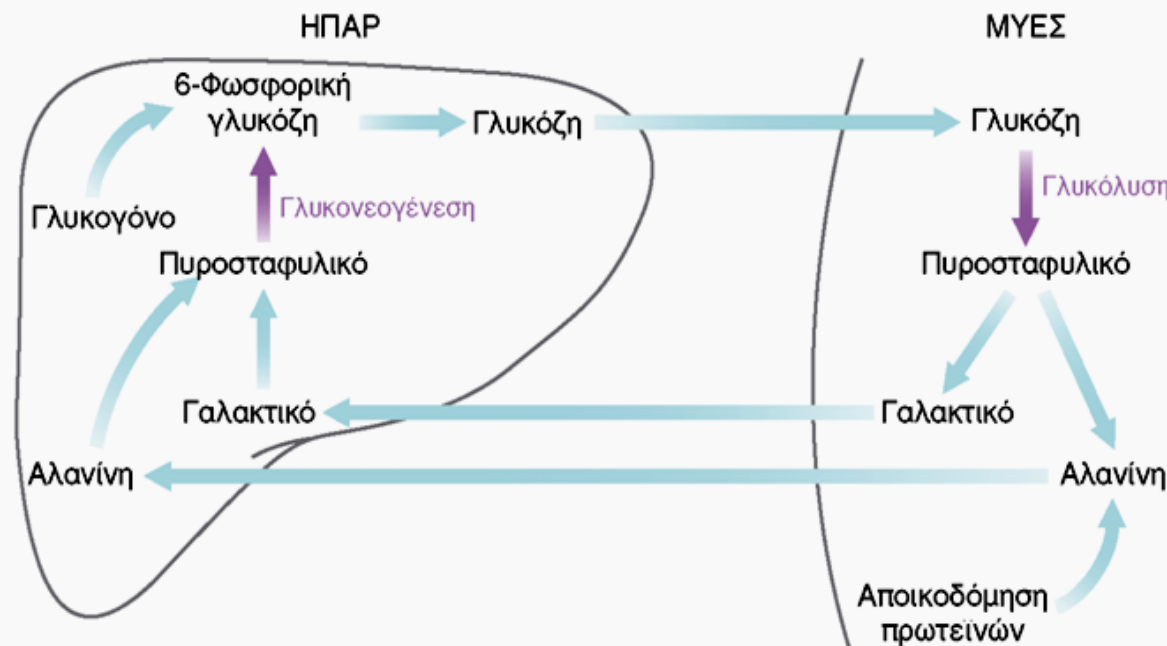 ΗΠΑΡ
ΜΥΕΣ
6-Φωσφορική
γλυκόζη
Γλυκόζη
Γλυκόζη
Γλυκόλυση
Γλυκογόνο
Γλυκονεογένεση
Πυροσταφυλικό
Πυροσταφυλικό
Γαλακτικό
Γαλακτικό
Αλανίνη
Αλανίνη
Αποικοδόμηση
πρωτεϊνών